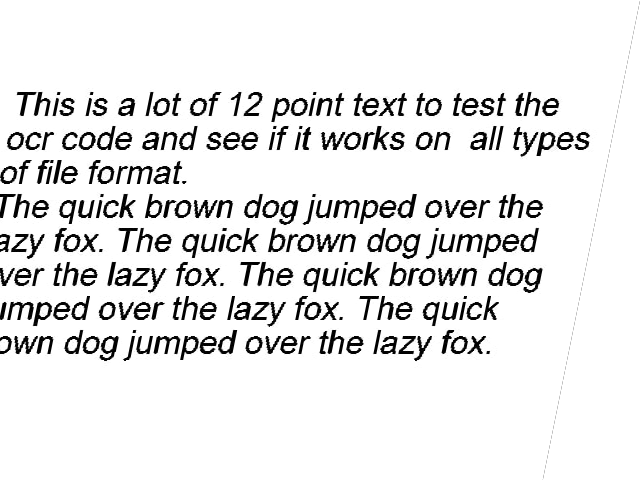 This is a lot of 12 point text to test the
ocr code and see if it works on all types
of file format.
The quick brown dog jumped over the
azy fox. The quick brown dog jumped
ver the lazy fox. The quick brown dog
umped over the lazy fox. The quick
own dog jumped over the lazy fox.